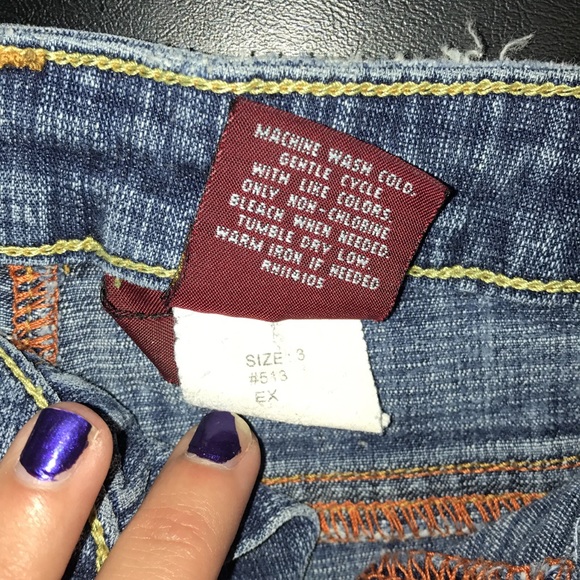 MACHINE WASH COLD.
GENTLE CYCLE
WITH LIKE COLORS.
ONLY NON-CHLORINE
BLEACH WHEN NEEDED.
TUMBLE DRY LOW.
WARM IRON IF NEEDED
RN114105
SIZE: 3
#513
EX